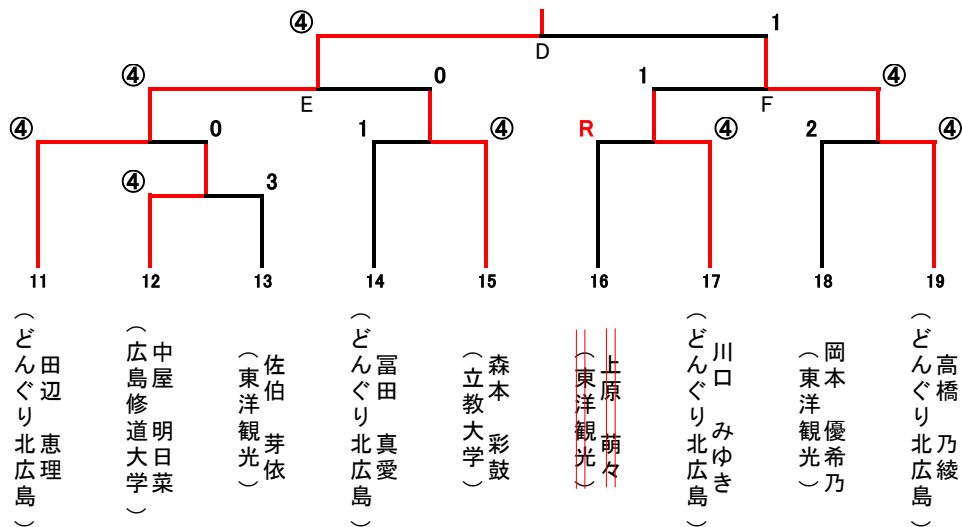 ④ 1
D
④ 0 1 ④
E F
④ 0 1 ④ R ④ 2 ④
④ 3
11 12 13 14 15 16 17 18 19
田辺 恵理
(どんぐり北広島)
中屋 明日菜
(広島修道大学)
佐伯 芽依
(東洋観光)
冨田 真愛
(どんぐり北広島)
森本 彩鼓
(立教大学)
上原 萌々
(東洋観光)
川口 みゆき
(どんぐり北広島)
岡本 優希乃
(東洋観光)
高橋 乃綾
(どんぐり北広島)